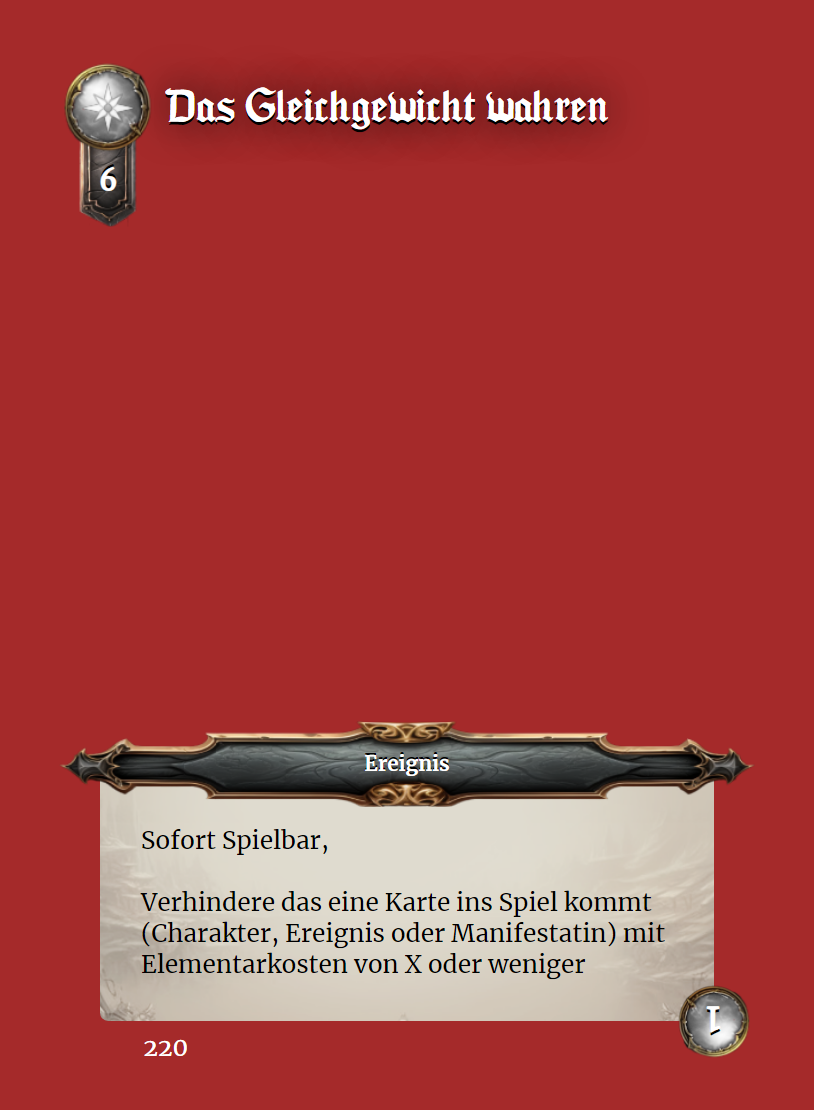 Das Gleichgewicht wahren
6
Ereignis
Sofort Spielbar,
Verhindere das eine Karte ins Spiel kommt
(Charakter, Ereignis oder Manifestatin) mit
Elementarkosten von X oder weniger
1
220